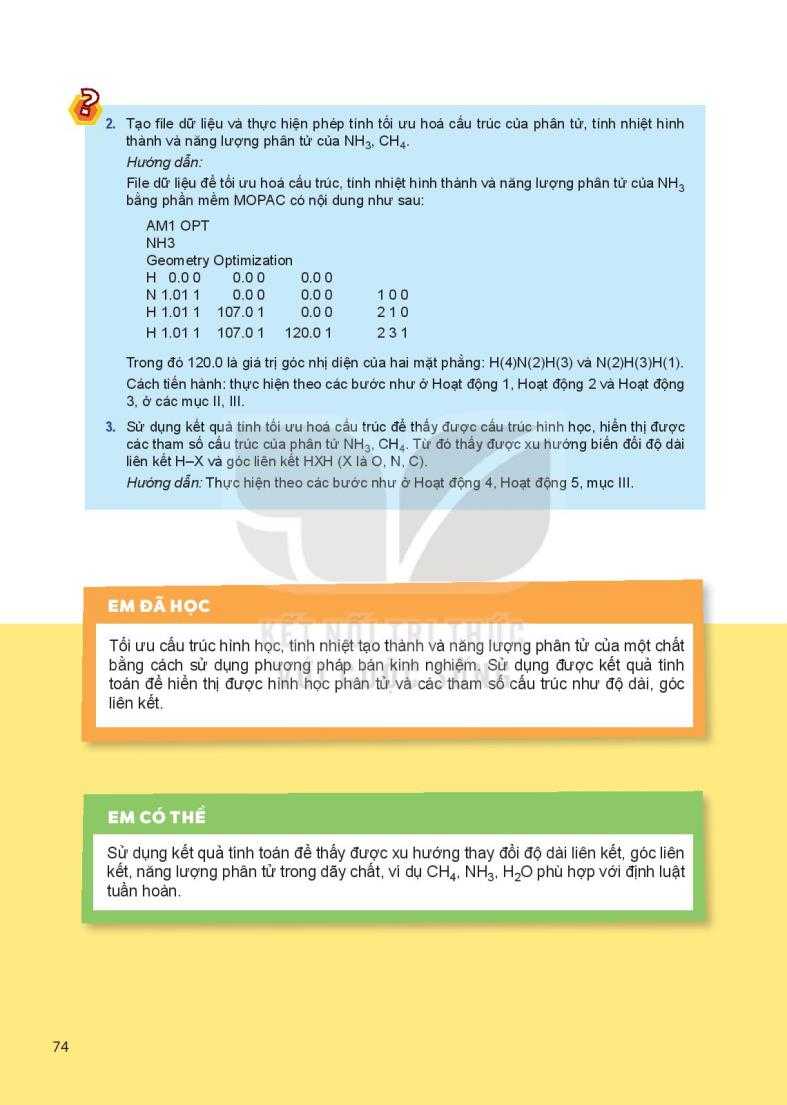 ?
2. Tạo file dữ liệu và thực hiện phép tính tối ưu hoá cấu trúc của phân tử, tính nhiệt hình
thành và năng lượng phân tử của NH₃, CH₄.
Hướng dẫn:
File dữ liệu để tối ưu hoá cấu trúc, tính nhiệt hình thành và năng lượng phân tử của NH₃
bằng phần mềm MOPAC có nội dung như sau:
AM1 OPT
NH3
Geometry Optimization
H 0.0 0 0.0 0 0.0 0
N 1.01 1 0.0 0 0.0 0 1 0 0
H 1.01 1 107.0 1 0.0 0 2 1 0
H 1.01 1 107.0 1 120.0 1 2 3 1
Trong đó 120.0 là giá trị góc nhị diện của hai mặt phẳng: H(4)N(2)H(3) và N(2)H(3)H(1).
Cách tiến hành: thực hiện theo các bước như ở Hoạt động 1, Hoạt động 2 và Hoạt động
3, ở các mục II, III.
3. Sử dụng kết quả tính tối ưu hoá cấu trúc để thấy được cấu trúc hình học, hiển thị được
các tham số cấu trúc của phân tử NH₃, CH₄. Từ đó thấy được xu hướng biến đổi độ dài
liên kết H–X và góc liên kết HXH (X là O, N, C).
Hướng dẫn: Thực hiện theo các bước như ở Hoạt động 4, Hoạt động 5, mục III.
EM ĐÃ HỌC
KẾT NỐI TRI THỨC
VỚI CUỘC SỐNG
Tối ưu cấu trúc hình học, tính nhiệt tạo thành và năng lượng phân tử của một chất
bằng cách sử dụng phương pháp bán kinh nghiệm. Sử dụng được kết quả tính
toán để hiển thị được hình học phân tử và các tham số cấu trúc như độ dài, góc
liên kết.
EM CÓ THỂ
Sử dụng kết quả tính toán để thấy được xu hướng thay đổi độ dài liên kết, góc liên
kết, năng lượng phân tử trong dãy chất, ví dụ CH₄, NH₃, H₂O phù hợp với định luật
tuần hoàn.
74